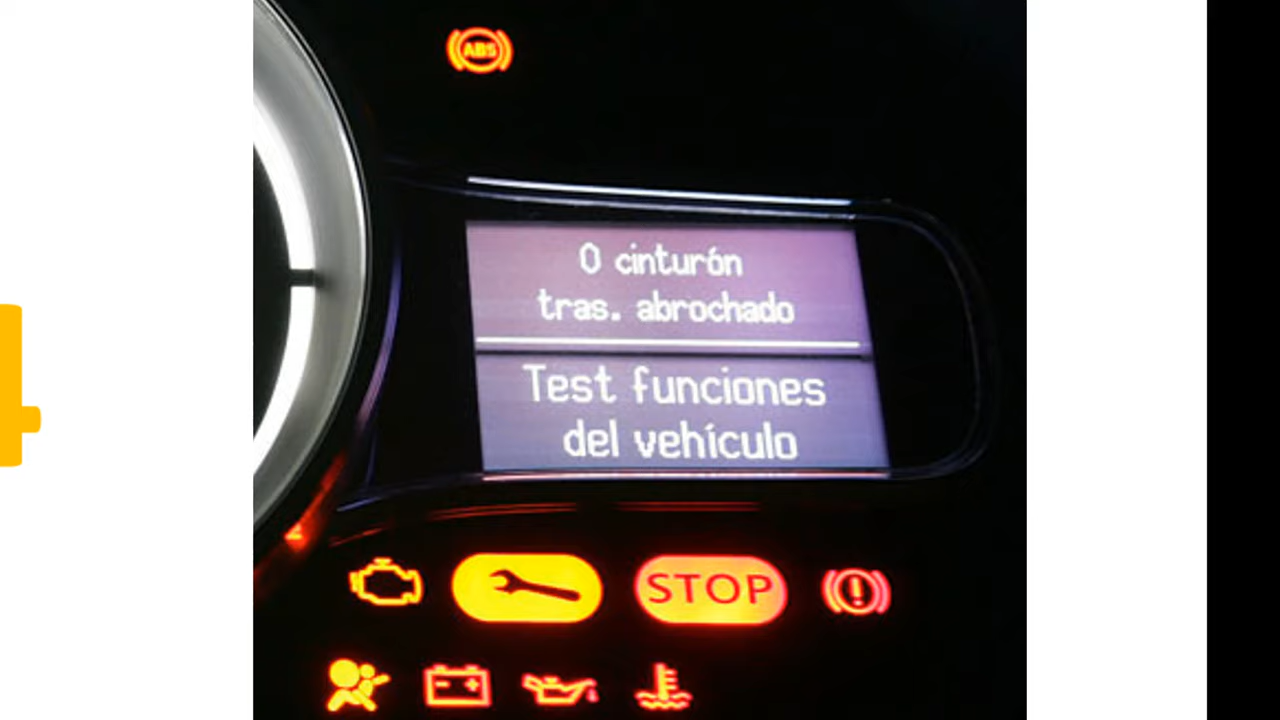 ABS
0 cinturón
tras. abrochado
Test funciones
del vehículo
STOP